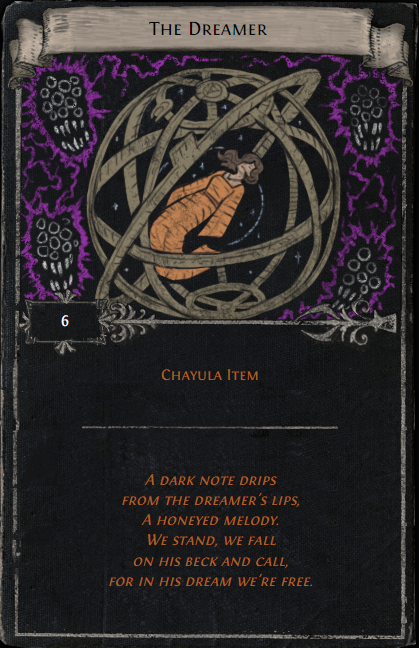 The Dreamer
6
Chayula Item
A dark note drips
from the dreamer's lips,
A honeyed melody.
We stand, we fall
on his beck and call,
for in his dream we're free.